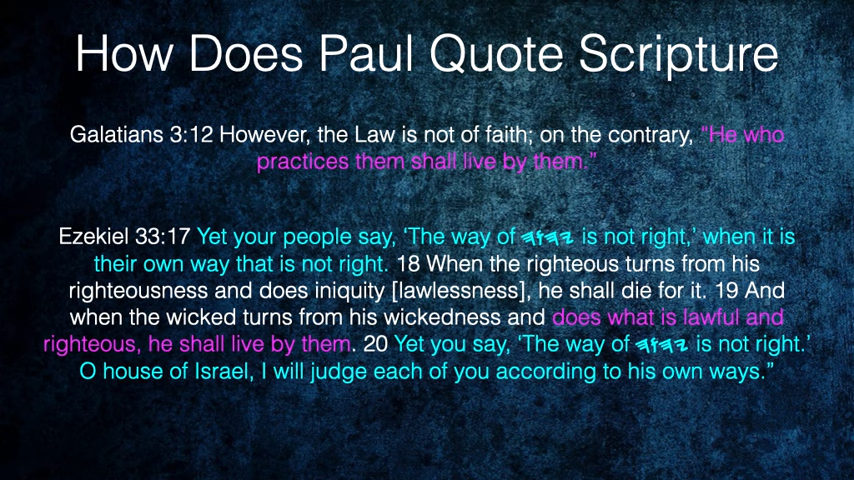 How Does Paul Quote Scripture
Galatians 3:12 However, the Law is not of faith; on the contrary, “He who
practices them shall live by them.”
Ezekiel 33:17 Yet your people say, ‘The way of 𐤉𐤄𐤅𐤄 is not right,’ when it is
their own way that is not right. 18 When the righteous turns from his
righteousness and does iniquity [lawlessness], he shall die for it. 19 And
when the wicked turns from his wickedness and does what is lawful and
righteous, he shall live by them. 20 Yet you say, ‘The way of 𐤉𐤄𐤅𐤄 is not right.’
O house of Israel, I will judge each of you according to his own ways.”